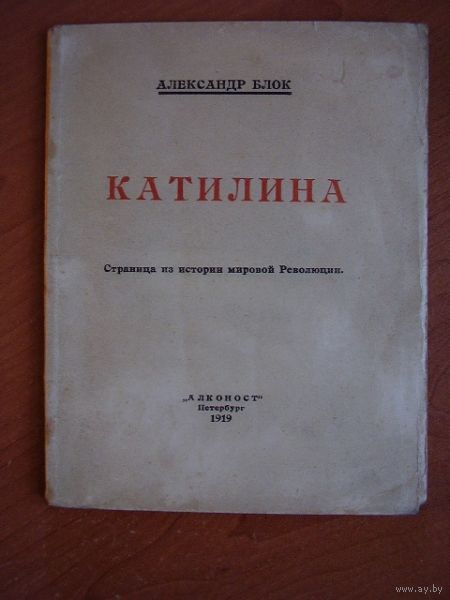 АЛЕКСАНДР БЛОК
КАТИЛИНА
Страница из истории мировой Революции.
„АЛКОНОСТ“
Петербург
1919
www.ay.by